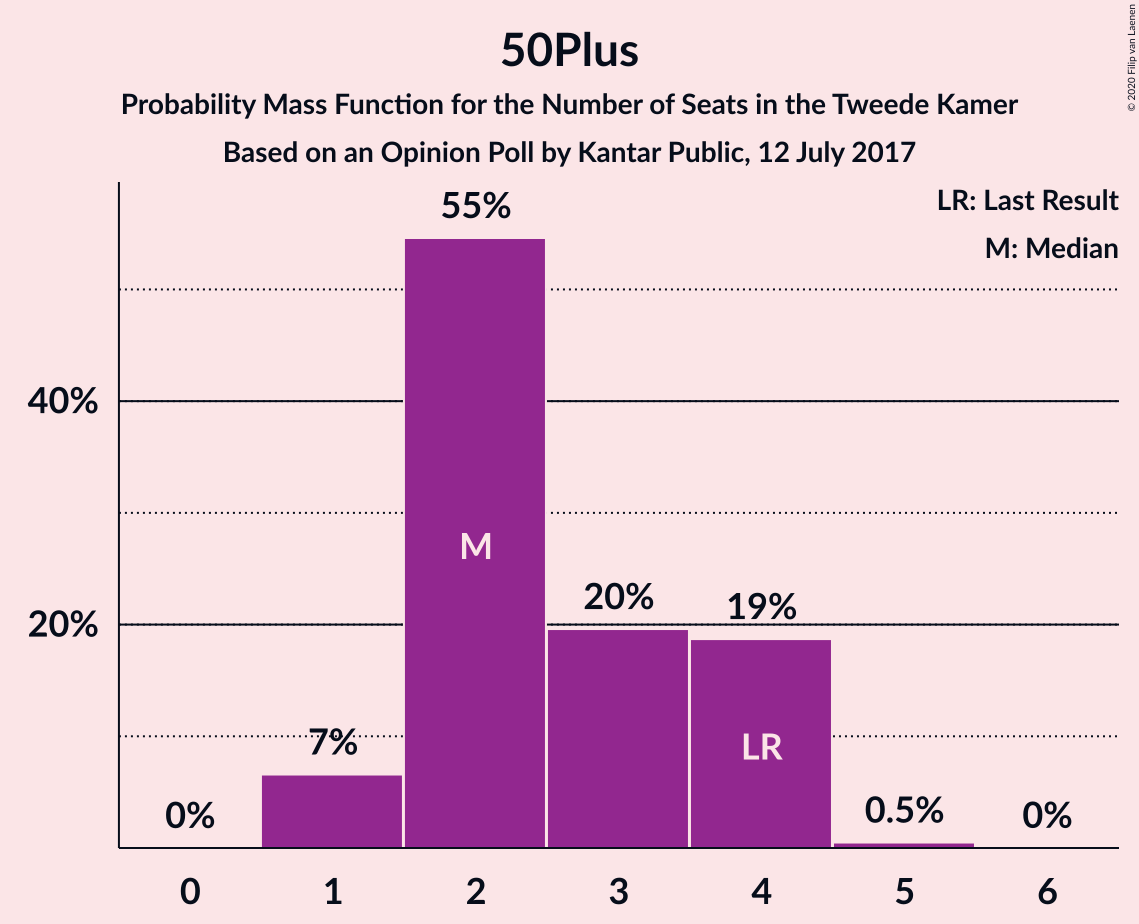 50Plus
Probability Mass Function for the Number of Seats in the Tweede Kamer
Based on an Opinion Poll by Kantar Public, 12 July 2017
© 2020 Filip van Laenen
LR: Last Result
M: Median
55%
40%
M
20%
19%
20%
7%
LR
0%
0.5%
0%
0 1 2 3 4 5 6